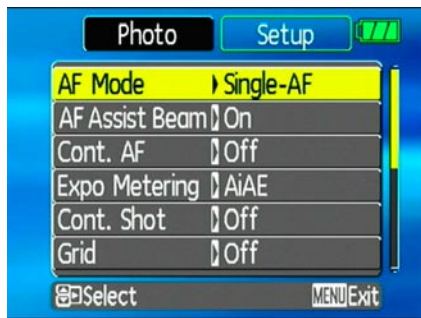 Photo Setup
AF Mode Single-AF
AF Assist Beam On
Cont. AF Off
Expo Metering AiAE
Cont. Shot Off
Grid Off
Select MENU Exit